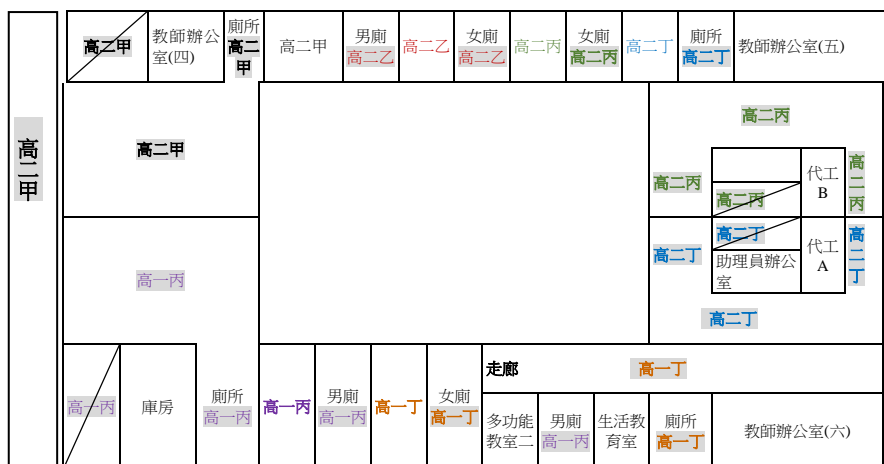 高二甲
高二甲
教師辦公
室(四)
廁所
高二
甲
高二甲
男廁
高二乙
高二乙
女廁
高二乙
高二丙
女廁
高二丙
高二丁
廁所
高二丁
教師辦公室(五)
高二甲
高二丙
高二丙
高二丙
代工
B
高二丙
高一丙
高二丁
高二丁
助理員辦公
室
代工
A
高二丁
高二丁
高一丙
庫房
廁所
高一丙
高一丙
男廁
高一丙
高一丁
女廁
高一丁
走廊
高一丁
多功能
教室二
男廁
高一丙
生活教
育室
廁所
高一丁
教師辦公室(六)